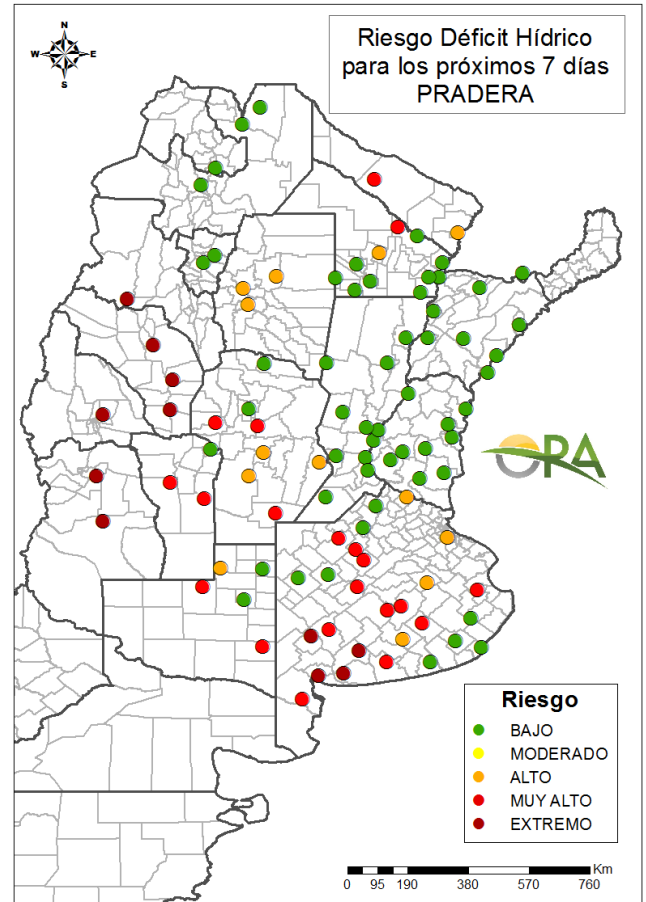 N
W E
S
Riesgo Déficit Hídrico
para los próximos 7 días
PRADERA
ORA
Riesgo
BAJO
MODERADO
ALTO
MUY ALTO
EXTREMO
Km
0 95 190 380 570 760